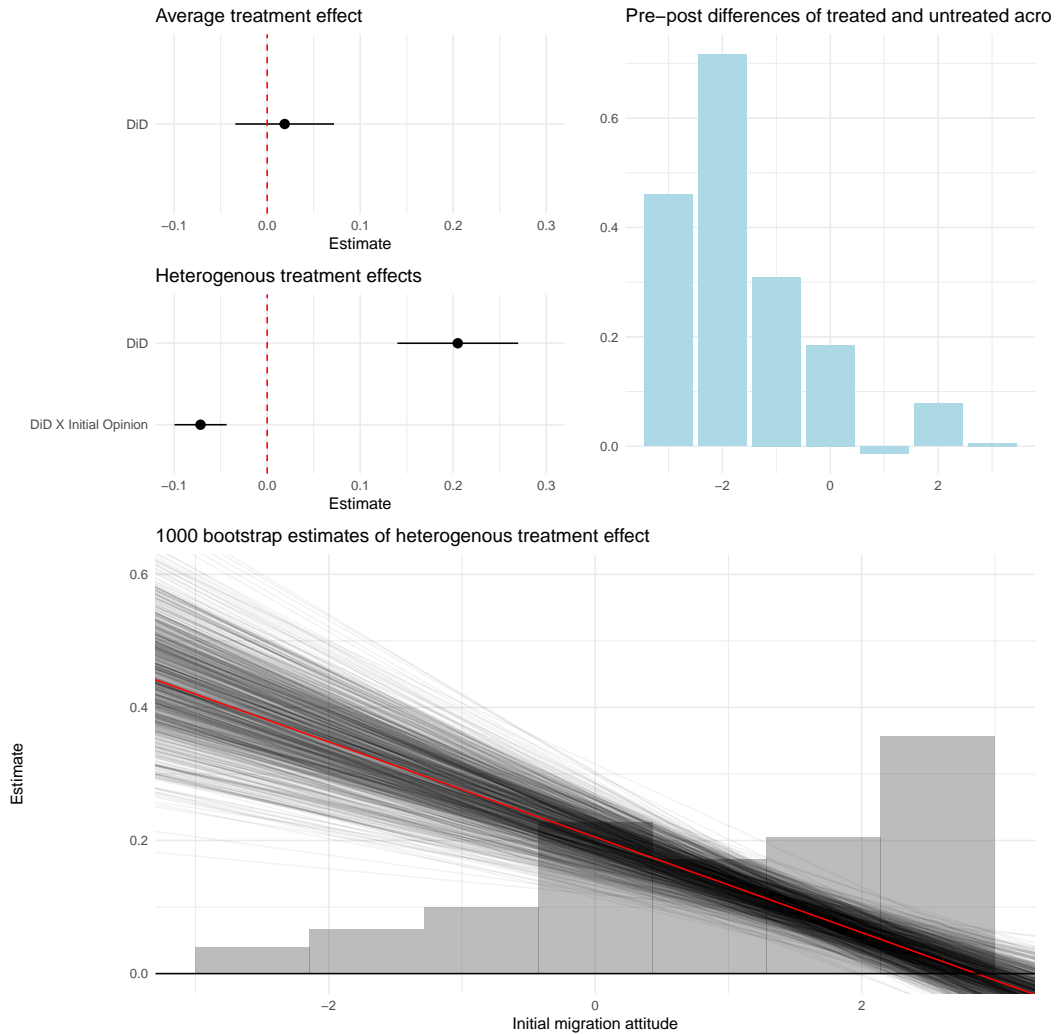 Average treatment effect
DiD
−0.1 0.0 0.1 0.2 0.3
Estimate
Heterogenous treatment effects
DiD
DiD X Initial Opinion
−0.1 0.0 0.1 0.2 0.3
Estimate
Pre−post differences of treated and untreated acro
0.6
0.4
0.2
0.0
−2 0 2
1000 bootstrap estimates of heterogenous treatment effect
0.6
0.4
0.2
0.0
Estimate
−2 0 2
Initial migration attitude